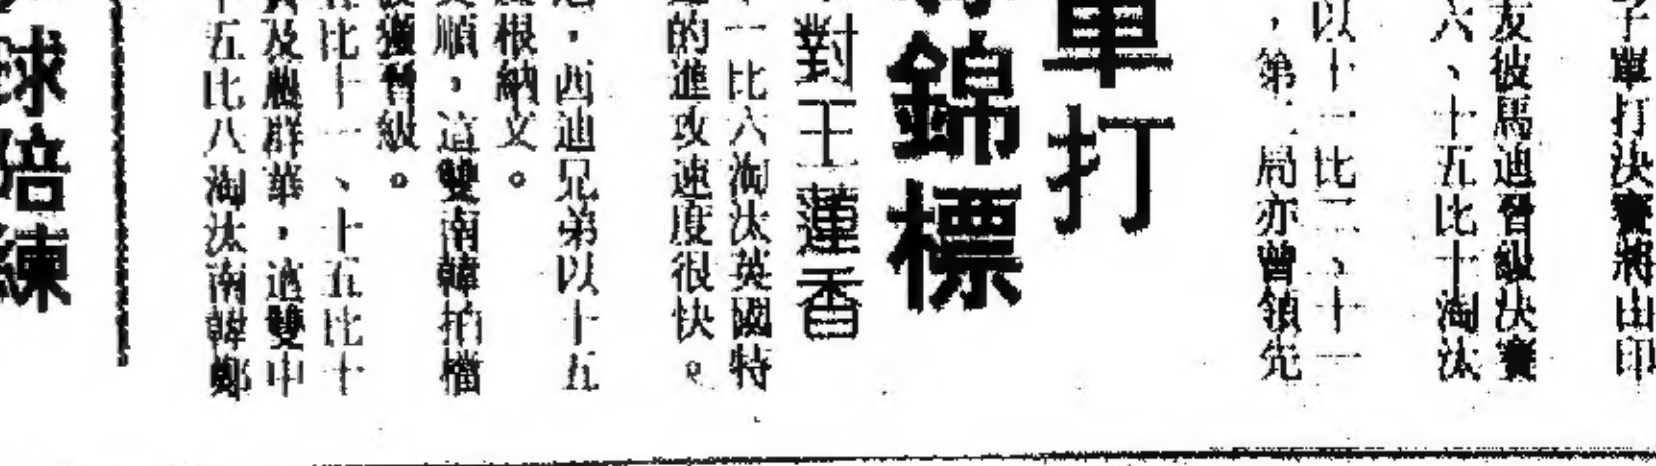 子單打決賽將由印
友彼馬迪晉級決賽
六、十五比十淘汰
以十一比二、十一
，第二局亦曾領先
單打
錦標
對王蓮香
一比六淘汰英國特
的進攻速度很快。
，西迪兄弟以十五
根納文。
順，這雙南韓拍檔
獲晉級。
比十一、十五比十
及趙群華，這雙中
五比八淘汰南韓鄭
球陪練